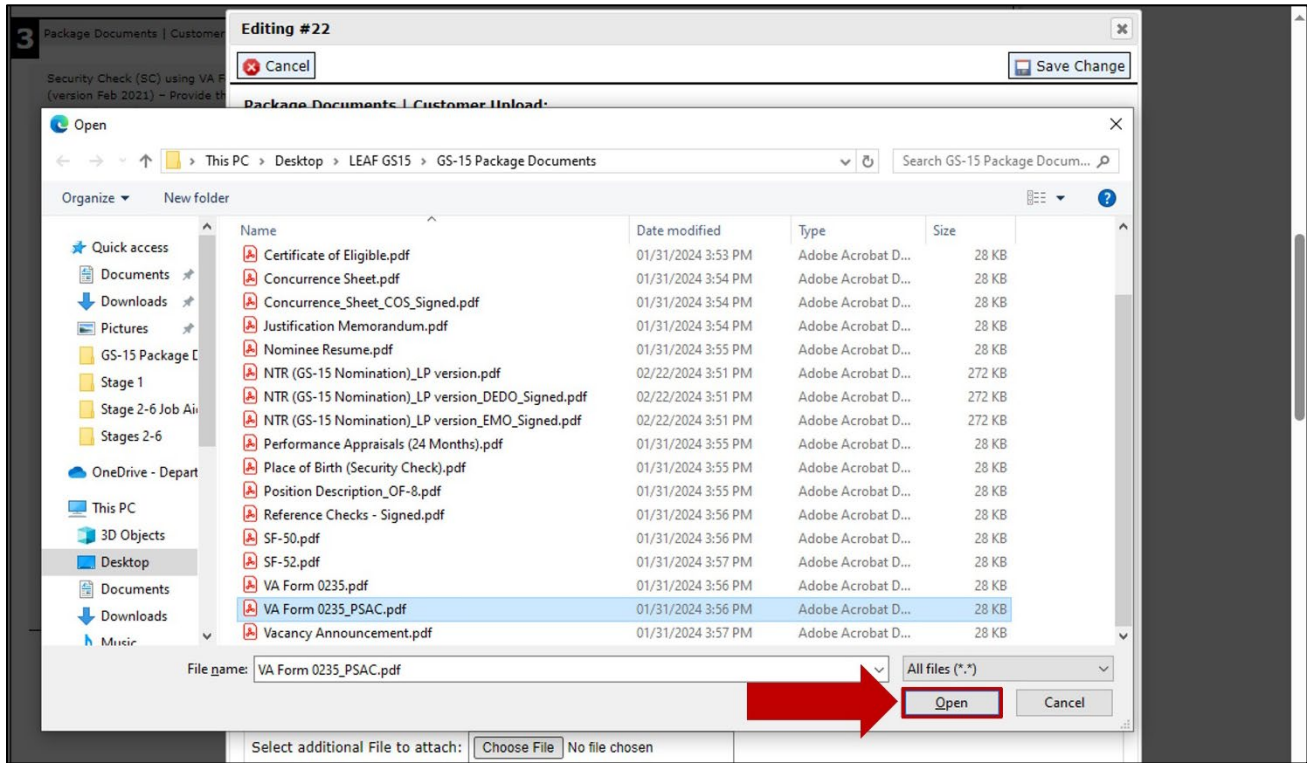 3
Package Documents | Customer
Security Check (SC) using VA F
(version Feb 2021) – Provide th
Editing #22
Cancel
Save Change
Package Documents | Customer Upload:
Open
This PC > Desktop > LEAF GS15 > GS-15 Package Documents
Search GS-15 Package Docum...
Organize
New folder
Name Date modified Type Size
Quick access
Documents
Downloads
Pictures
GS-15 Package D
Stage 1
Stage 2-6 Job Aid
Stages 2-6
OneDrive - Depart
This PC
3D Objects
Desktop
Documents
Downloads
Music
Certificate of Eligible.pdf 01/31/2024 3:53 PM Adobe Acrobat D... 28 KB
Concurrence Sheet.pdf 01/31/2024 3:54 PM Adobe Acrobat D... 28 KB
Concurrence_Sheet_COS_Signed.pdf 01/31/2024 3:54 PM Adobe Acrobat D... 28 KB
Justification Memorandum.pdf 01/31/2024 3:54 PM Adobe Acrobat D... 28 KB
Nominee Resume.pdf 01/31/2024 3:55 PM Adobe Acrobat D... 28 KB
NTR (GS-15 Nomination)_LP version.pdf 02/22/2024 3:51 PM Adobe Acrobat D... 272 KB
NTR (GS-15 Nomination)_LP version_DEDO_Signed.pdf 02/22/2024 3:51 PM Adobe Acrobat D... 272 KB
NTR (GS-15 Nomination)_LP version_EMO_Signed.pdf 02/22/2024 3:51 PM Adobe Acrobat D... 272 KB
Performance Appraisals (24 Months).pdf 01/31/2024 3:55 PM Adobe Acrobat D... 28 KB
Place of Birth (Security Check).pdf 01/31/2024 3:55 PM Adobe Acrobat D... 28 KB
Position Description_OF-8.pdf 01/31/2024 3:55 PM Adobe Acrobat D... 28 KB
Reference Checks - Signed.pdf 01/31/2024 3:56 PM Adobe Acrobat D... 28 KB
SF-50.pdf 01/31/2024 3:56 PM Adobe Acrobat D... 28 KB
SF-52.pdf 01/31/2024 3:57 PM Adobe Acrobat D... 28 KB
VA Form 0235.pdf 01/31/2024 3:56 PM Adobe Acrobat D... 28 KB
VA Form 0235_PSAC.pdf 01/31/2024 3:56 PM Adobe Acrobat D... 28 KB
Vacancy Announcement.pdf 01/31/2024 3:57 PM Adobe Acrobat D... 28 KB
File name: VA Form 0235_PSAC.pdf
All files (*.*)
Open
Cancel
Select additional File to attach: Choose File No file chosen